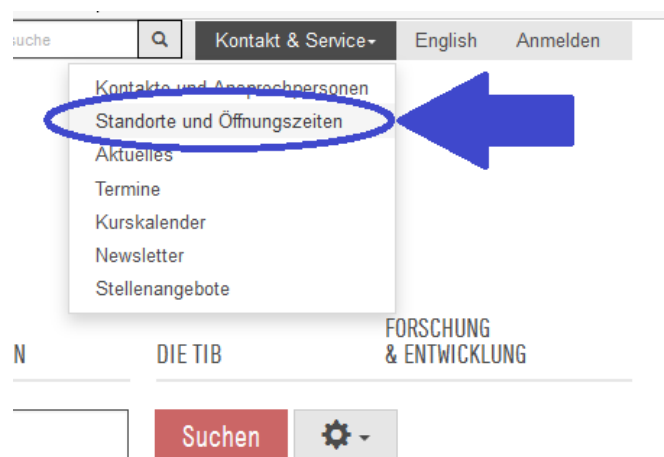 suche
Kontakt & Service
English
Anmelden
Kontakte und Ansprechpersonen
Standorte und Öffnungszeiten
Aktuelles
Termine
Kurskalender
Newsletter
Stellenangebote
N
DIE TIB
FORSCHUNG
& ENTWICKLUNG
Suchen